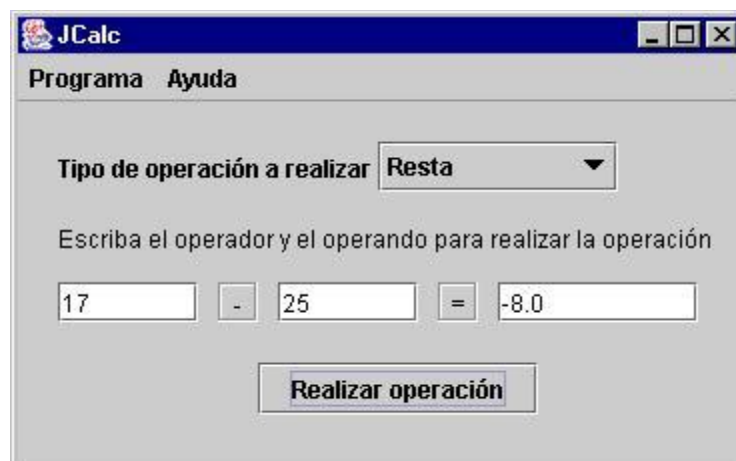 JCalc
Programa Ayuda
Tipo de operación a realizar Resta
Escriba el operador y el operando para realizar la operación
17 - 25 = -8.0
Realizar operación